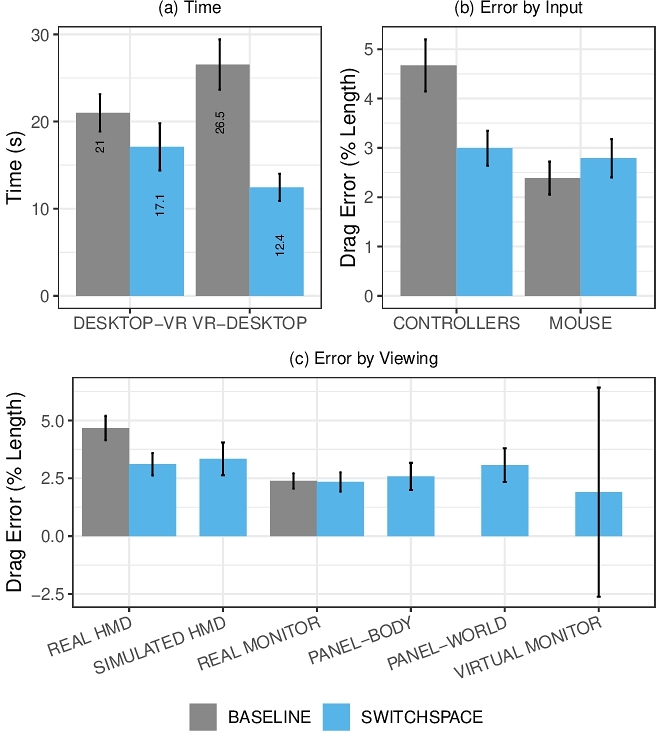 (a) Time
(b) Error by Input
Time (s)
30
20
10
0
21
17.1
26.5
12.4
DESKTOP−VR
VR−DESKTOP
Drag Error (% Length)
5
4
3
2
1
0
CONTROLLERS
MOUSE
(c) Error by Viewing
Drag Error (% Length)
5.0
2.5
0.0
−2.5
REAL HMD
SIMULATED HMD
REAL MONITOR
PANEL−BODY
PANEL−WORLD
VIRTUAL MONITOR
BASELINE
SWITCHSPACE